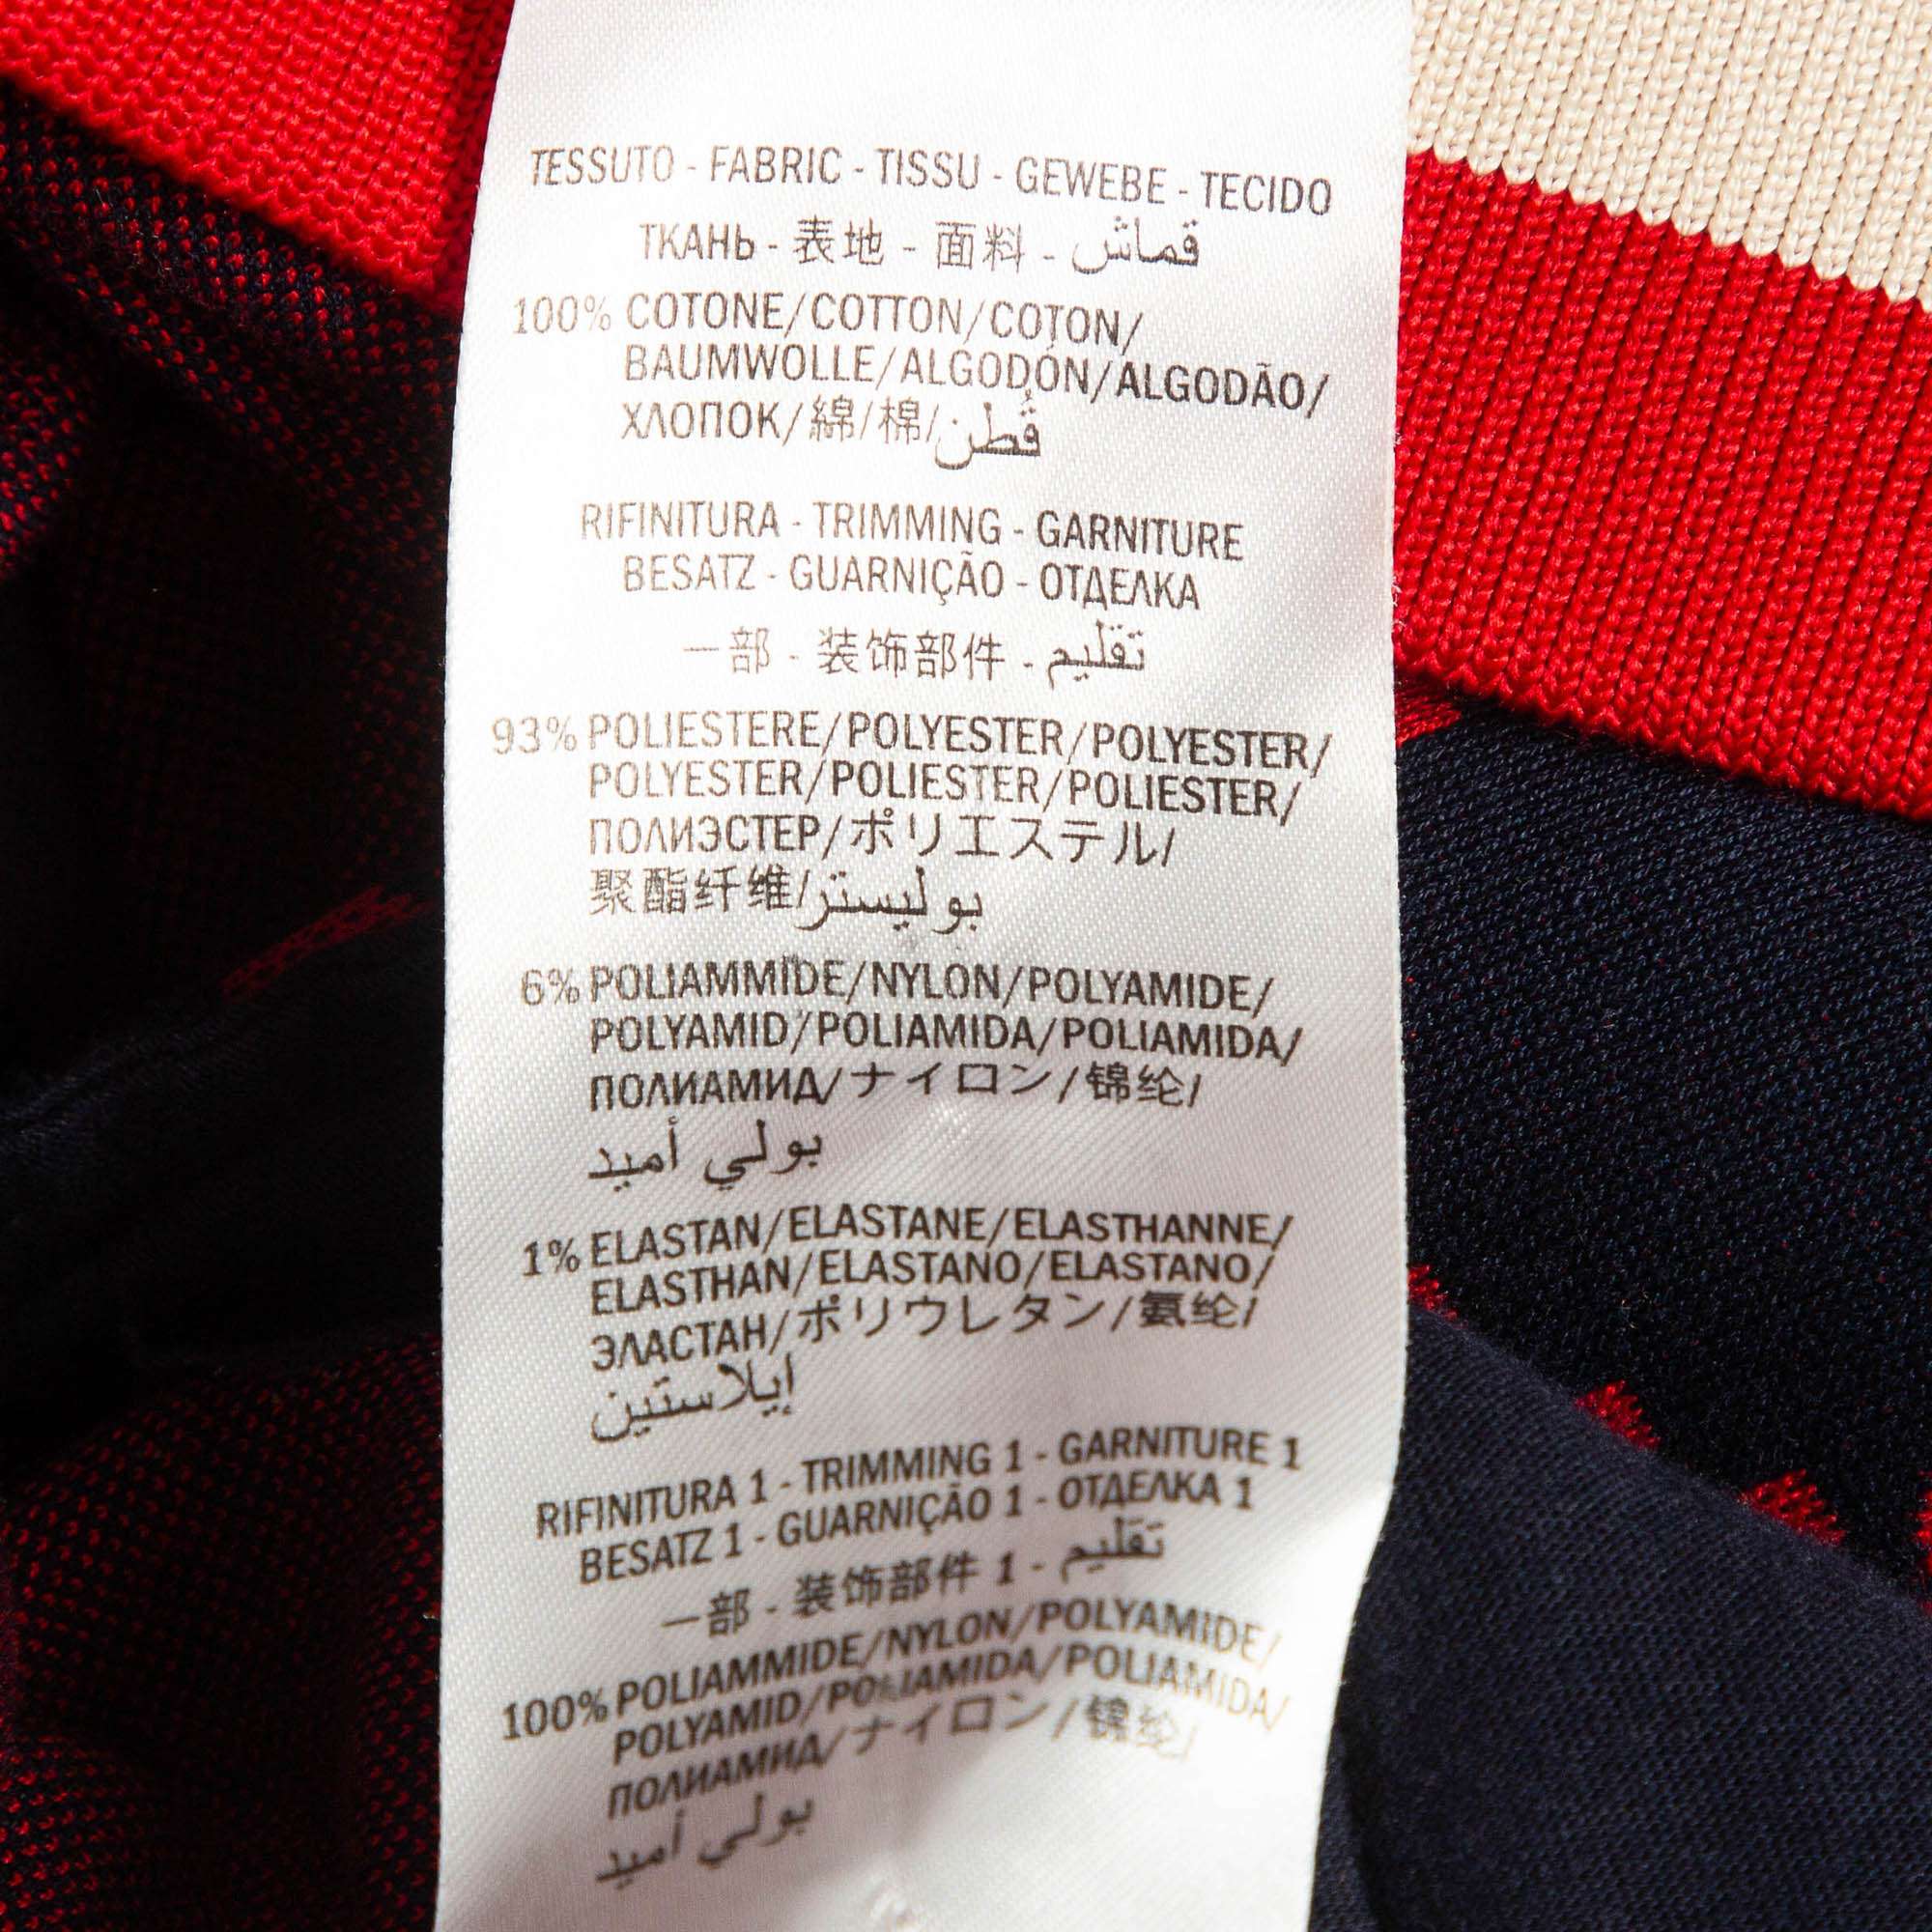 TESSUTO - FABRIC - TISSU - GEWEBE - TECIDO
ТКАНЬ - 表地 - 面料 - قماش
100% COTONE/COTTON/COTON/
BAUMWOLLE/ALGODÓN/ALGODÃO/
ХЛОПОК/綿/棉/قُطن
RIFINITURA - TRIMMING - GARNITURE
BESATZ - GUARNIÇÃO - ОТДЕЛКА
一部 - 装饰部件 - تقليم
93% POLIESTERE/POLYESTER/POLYESTER/
POLYESTER/POLIESTER/POLIESTER/
ПОЛИЭСТЕР/ポリエステル/
聚酯纤维/بوليستر
6% POLIAMMIDE/NYLON/POLYAMIDE/
POLYAMID/POLIAMIDA/POLIAMIDA/
ПОЛИАМИД/ナイロン/锦纶/
بولي أميد
1% ELASTAN/ELASTANE/ELASTHANNE/
ELASTHAN/ELASTANO/ELASTANO/
ЭЛАСТАН/ポリウレタン/氨纶/
إيلاستين
RIFINITURA 1 - TRIMMING 1 - GARNITURE 1
BESATZ 1 - GUARNIÇÃO 1 - ОТДЕЛКА 1
一部 - 装饰部件 1 - تقليم
100% POLIAMMIDE/NYLON/POLYAMIDE/
POLYAMID/POLIAMIDA/POLIAMIDA/
ПОЛИАМИД/ナイロン/锦纶/
بولي أميد